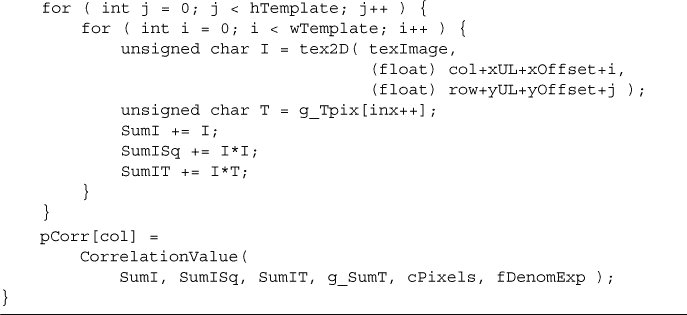 for ( int j = 0; j < hTemplate; j++ ) {
for ( int i = 0; i < wTemplate; i++ ) {
unsigned char I = tex2D( texImage,
(float) col+xUL+xOffset+i,
(float) row+yUL+yOffset+j );
unsigned char T = g_Tpix[inx++];
SumI += I;
SumISq += I*I;
SumIT += I*T;
}
}
pCorr[col] =
CorrelationValue(
SumI, SumISq, SumIT, g_SumT, cPixels, fDenomExp );
}